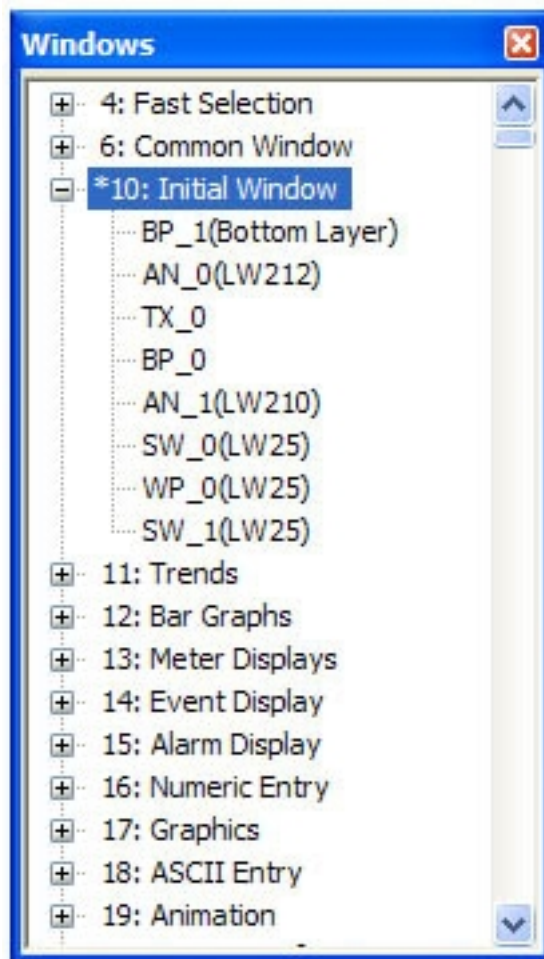 Windows
4: Fast Selection
6: Common Window
*10: Initial Window
BP_1(Bottom Layer)
AN_0(LW212)
TX_0
BP_0
AN_1(LW210)
SW_0(LW25)
WP_0(LW25)
SW_1(LW25)
11: Trends
12: Bar Graphs
13: Meter Displays
14: Event Display
15: Alarm Display
16: Numeric Entry
17: Graphics
18: ASCII Entry
19: Animation